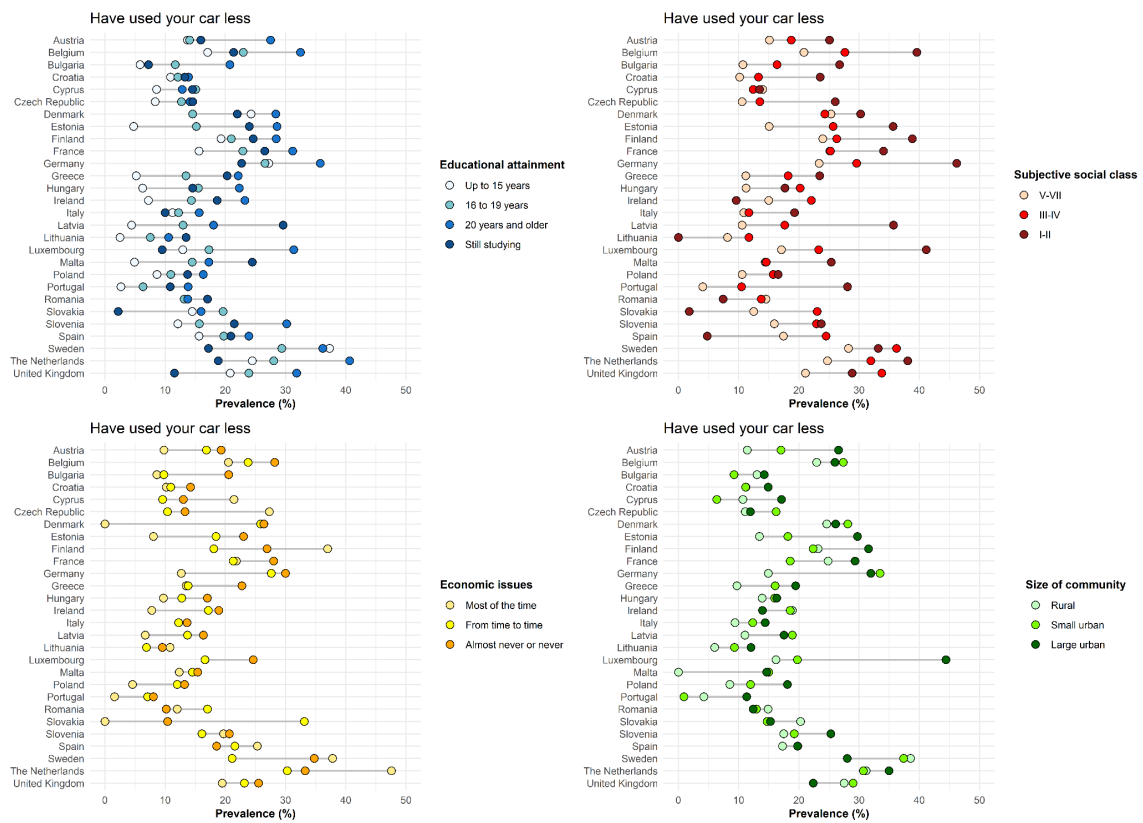 Have used your car less
Austria
Belgium
Bulgaria
Croatia
Cyprus
Czech Republic
Denmark
Estonia
Finland
France
Germany
Greece
Hungary
Ireland
Italy
Latvia
Lithuania
Luxembourg
Malta
Poland
Portugal
Romania
Slovakia
Slovenia
Spain
Sweden
The Netherlands
United Kingdom
0 10 20 30 40 50
Prevalence (%)
Educational attainment
Up to 15 years
16 to 19 years
20 years and older
Still studying
Have used your car less
Austria
Belgium
Bulgaria
Croatia
Cyprus
Czech Republic
Denmark
Estonia
Finland
France
Germany
Greece
Hungary
Ireland
Italy
Latvia
Lithuania
Luxembourg
Malta
Poland
Portugal
Romania
Slovakia
Slovenia
Spain
Sweden
The Netherlands
United Kingdom
0 10 20 30 40 50
Prevalence (%)
Subjective social class
V-VII
III-IV
I-II
Have used your car less
Austria
Belgium
Bulgaria
Croatia
Cyprus
Czech Republic
Denmark
Estonia
Finland
France
Germany
Greece
Hungary
Ireland
Italy
Latvia
Lithuania
Luxembourg
Malta
Poland
Portugal
Romania
Slovakia
Slovenia
Spain
Sweden
The Netherlands
United Kingdom
0 10 20 30 40 50
Prevalence (%)
Economic issues
Most of the time
From time to time
Almost never or never
Have used your car less
Austria
Belgium
Bulgaria
Croatia
Cyprus
Czech Republic
Denmark
Estonia
Finland
France
Germany
Greece
Hungary
Ireland
Italy
Latvia
Lithuania
Luxembourg
Malta
Poland
Portugal
Romania
Slovakia
Slovenia
Spain
Sweden
The Netherlands
United Kingdom
0 10 20 30 40 50
Prevalence (%)
Size of community
Rural
Small urban
Large urban